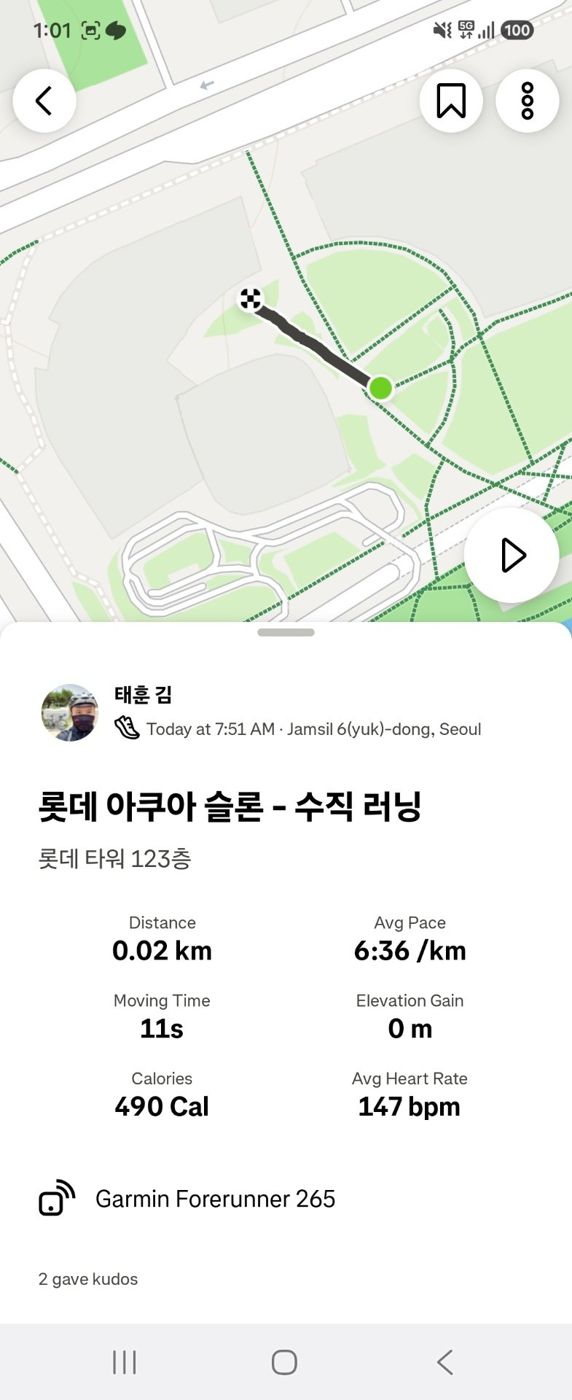 1:01
5G
100
태훈 김
Today at 7:51 AM · Jamsil 6(yuk)-dong, Seoul
롯데 아쿠아 슬론 - 수직 러닝
롯데 타워 123층
Distance
Avg Pace
0.02 km
6:36 /km
Moving Time
Elevation Gain
11s
0 m
Calories
Avg Heart Rate
490 Cal
147 bpm
Garmin Forerunner 265
2 gave kudos